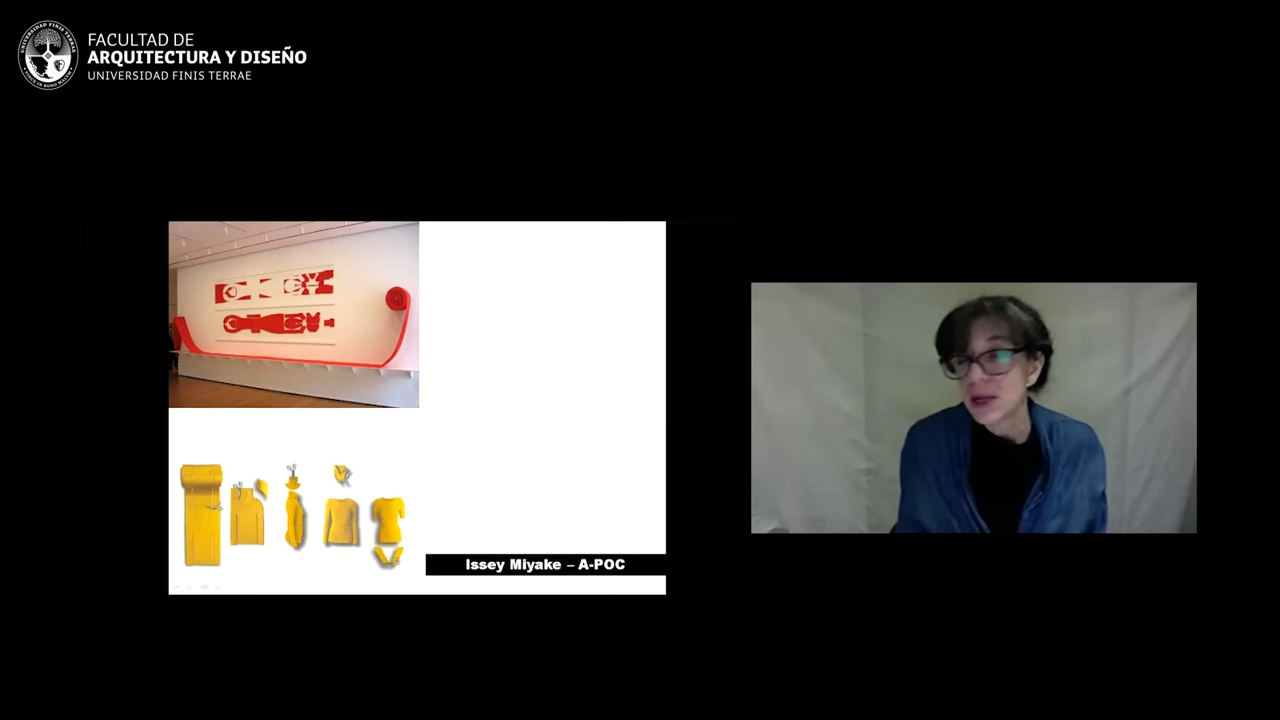 FACULTAD DE
ARQUITECTURA Y DISEÑO
UNIVERSIDAD FINIS TERRAE
Issey Miyake – A-POC